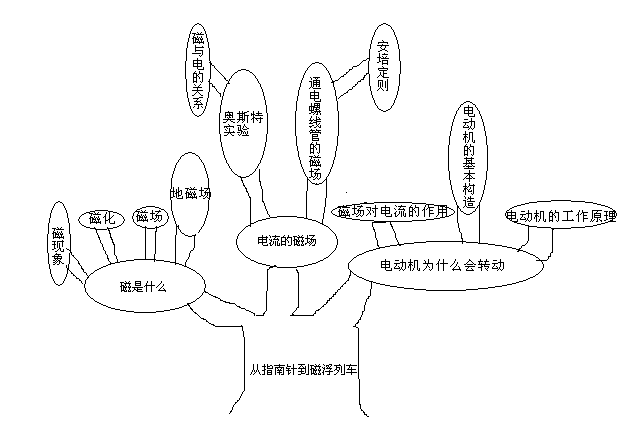 磁与电的关系
安培定则
奥斯特
实验
通电螺线管的磁场
电动机的基本构造
地磁场
磁化
磁场
磁场对电流的作用
电动机的工作原理
磁现象
电流的磁场
电动机为什么会转动
磁是什么
从指南针到磁浮列车